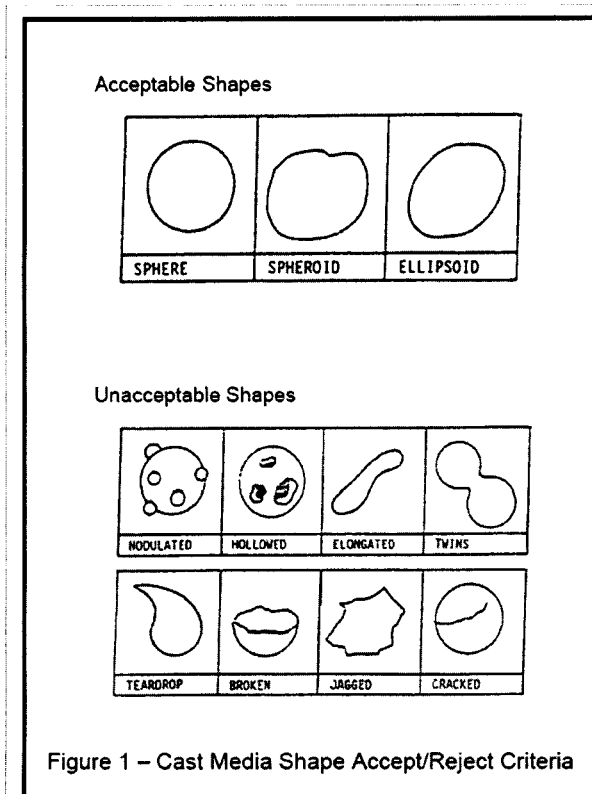 Acceptable Shapes
SPHERE SPHEROID ELLIPSOID
Unacceptable Shapes
NODULATED HOLLOWED ELONGATED TWINS
TEARDROP BROKEN JAGGED CRACKED
Figure 1 – Cast Media Shape Accept/Reject Criteria